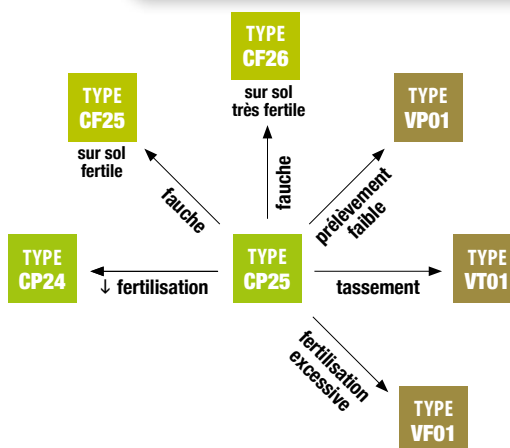 TYPE
CF26
sur sol
très fertile
TYPE
CF25
sur sol
fertile
TYPE
VP01
fauche
fauche
prélèvement
faible
TYPE
CP24
↓ fertilisation
TYPE
CP25
tassement
TYPE
VT01
fertilisation
excessive
TYPE
VF01